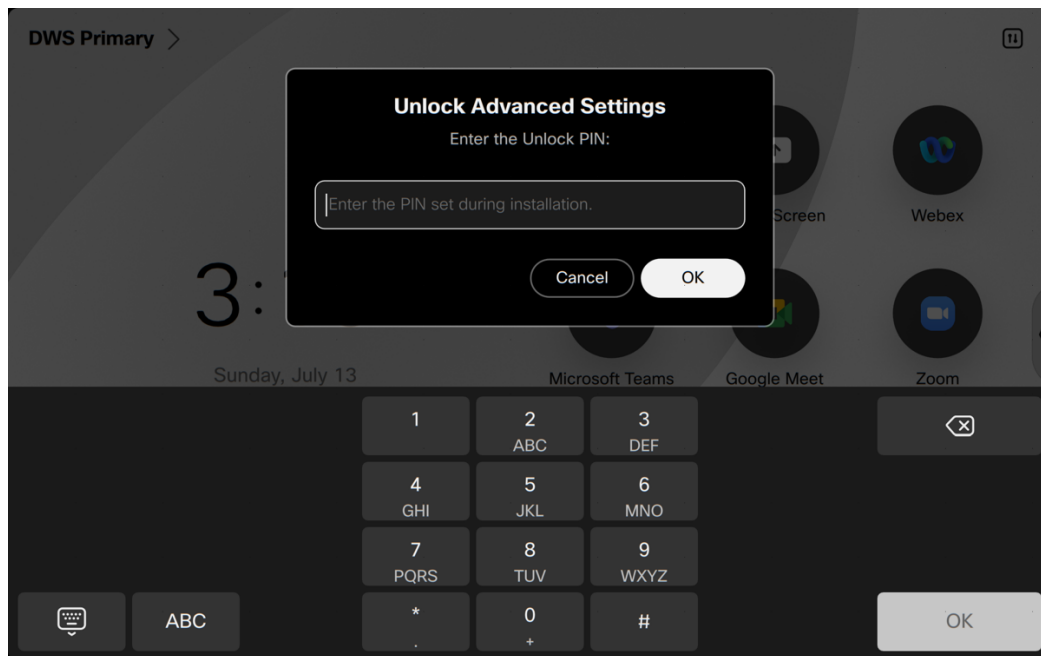 DWS Primary
Unlock Advanced Settings
Enter the Unlock PIN:
Enter the PIN set during installation.
Cancel
OK
Screen
Webex
3:
Sunday, July 13
Microsoft Teams
Google Meet
Zoom
1
2
3
ABC
DEF
4
5
6
GHI
JKL
MNO
7
8
9
PQRS
TUV
WXYZ
ABC
*
0
#
OK
.
+